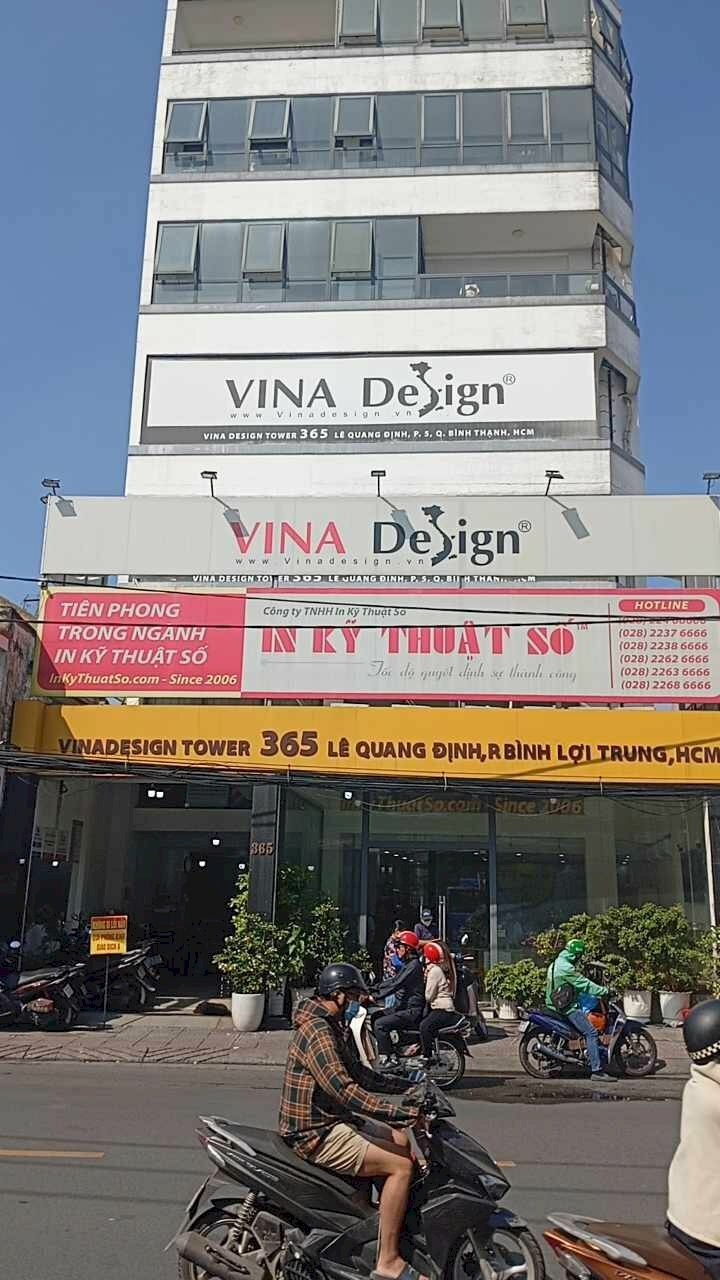 VINA Design®
www.Vinadesign.vn
VINA DESIGN TOWER 365 LÊ QUANG ĐỊNH, P. 5, Q. BÌNH THẠNH, HCM
VINA Design®
www.Vinadesign.vn
VINA DESIGN TOWER 365 LÊ QUANG ĐỊNH, P. 5, Q. BÌNH THẠNH, HCM
TIÊN PHONG
TRONG NGÀNH
IN KỸ THUẬT SỐ
InKyThuatSo.com - Since 2006
Công ty TNHH In Kỹ Thuật Số
IN KỸ THUẬT SỐ™
Tốc độ quyết định sự thành công
HOTLINE
(028) 2237 6666
(028) 2238 6666
(028) 2262 6666
(028) 2263 6666
(028) 2268 6666
VINADESIGN TOWER 365 LÊ QUANG ĐỊNH,P.BÌNH LỢI TRUNG,HCM
InKyThuatSo.com - Since 2006
365